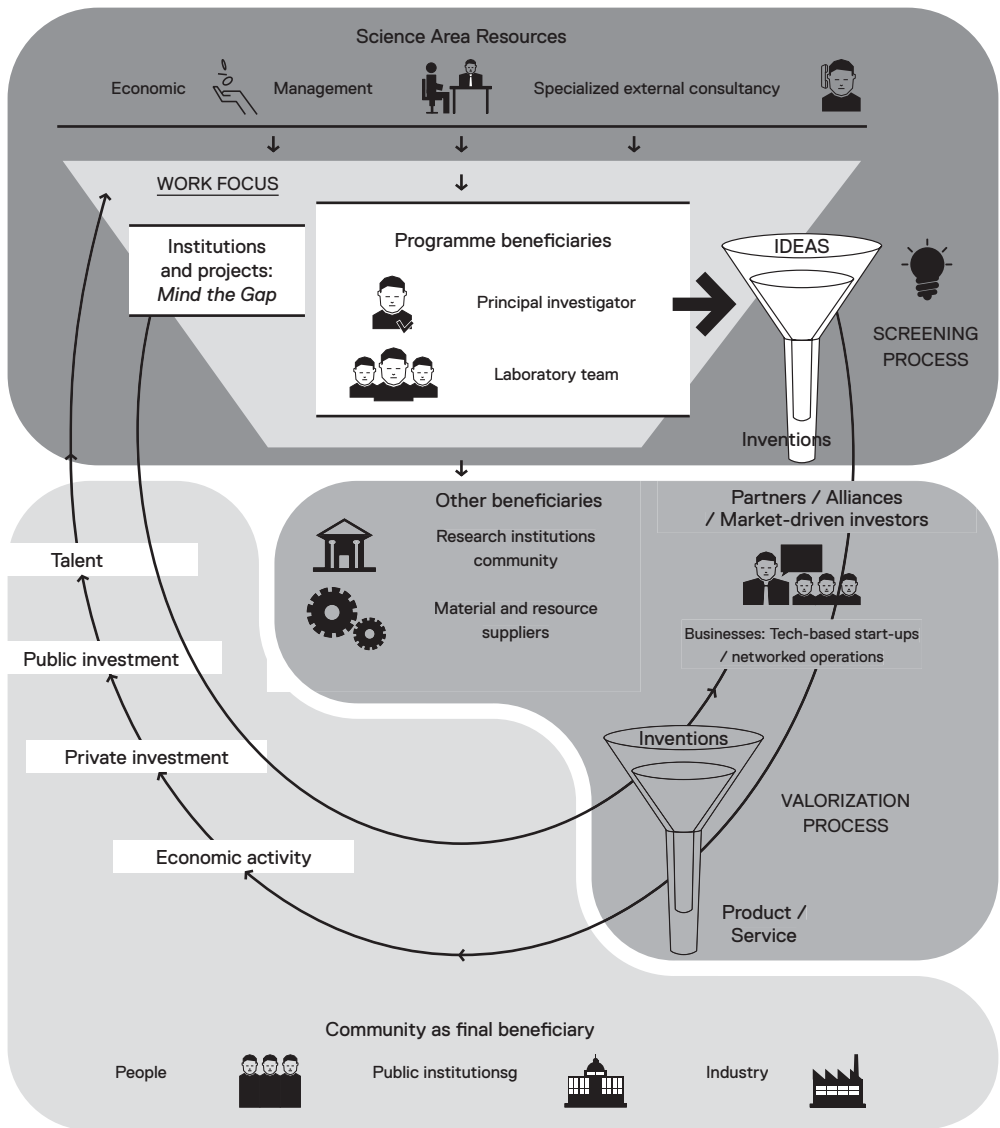 Science Area Resources
Economic
Management
Specialized external consultancy
WORK FOCUS
Institutions
and projects:
Mind the Gap
Programme beneficiaries
Principal investigator
Laboratory team
IDEAS
SCREENING
PROCESS
Inventions
Other beneficiaries
Research institutions
community
Material and resource
suppliers
Partners / Alliances
/ Market-driven investors
Businesses: Tech-based start-ups
/ networked operations
Talent
Public investment
Private investment
Economic activity
Inventions
VALORIZATION
PROCESS
Product /
Service
Community as final beneficiary
People
Public institutionsg
Industry